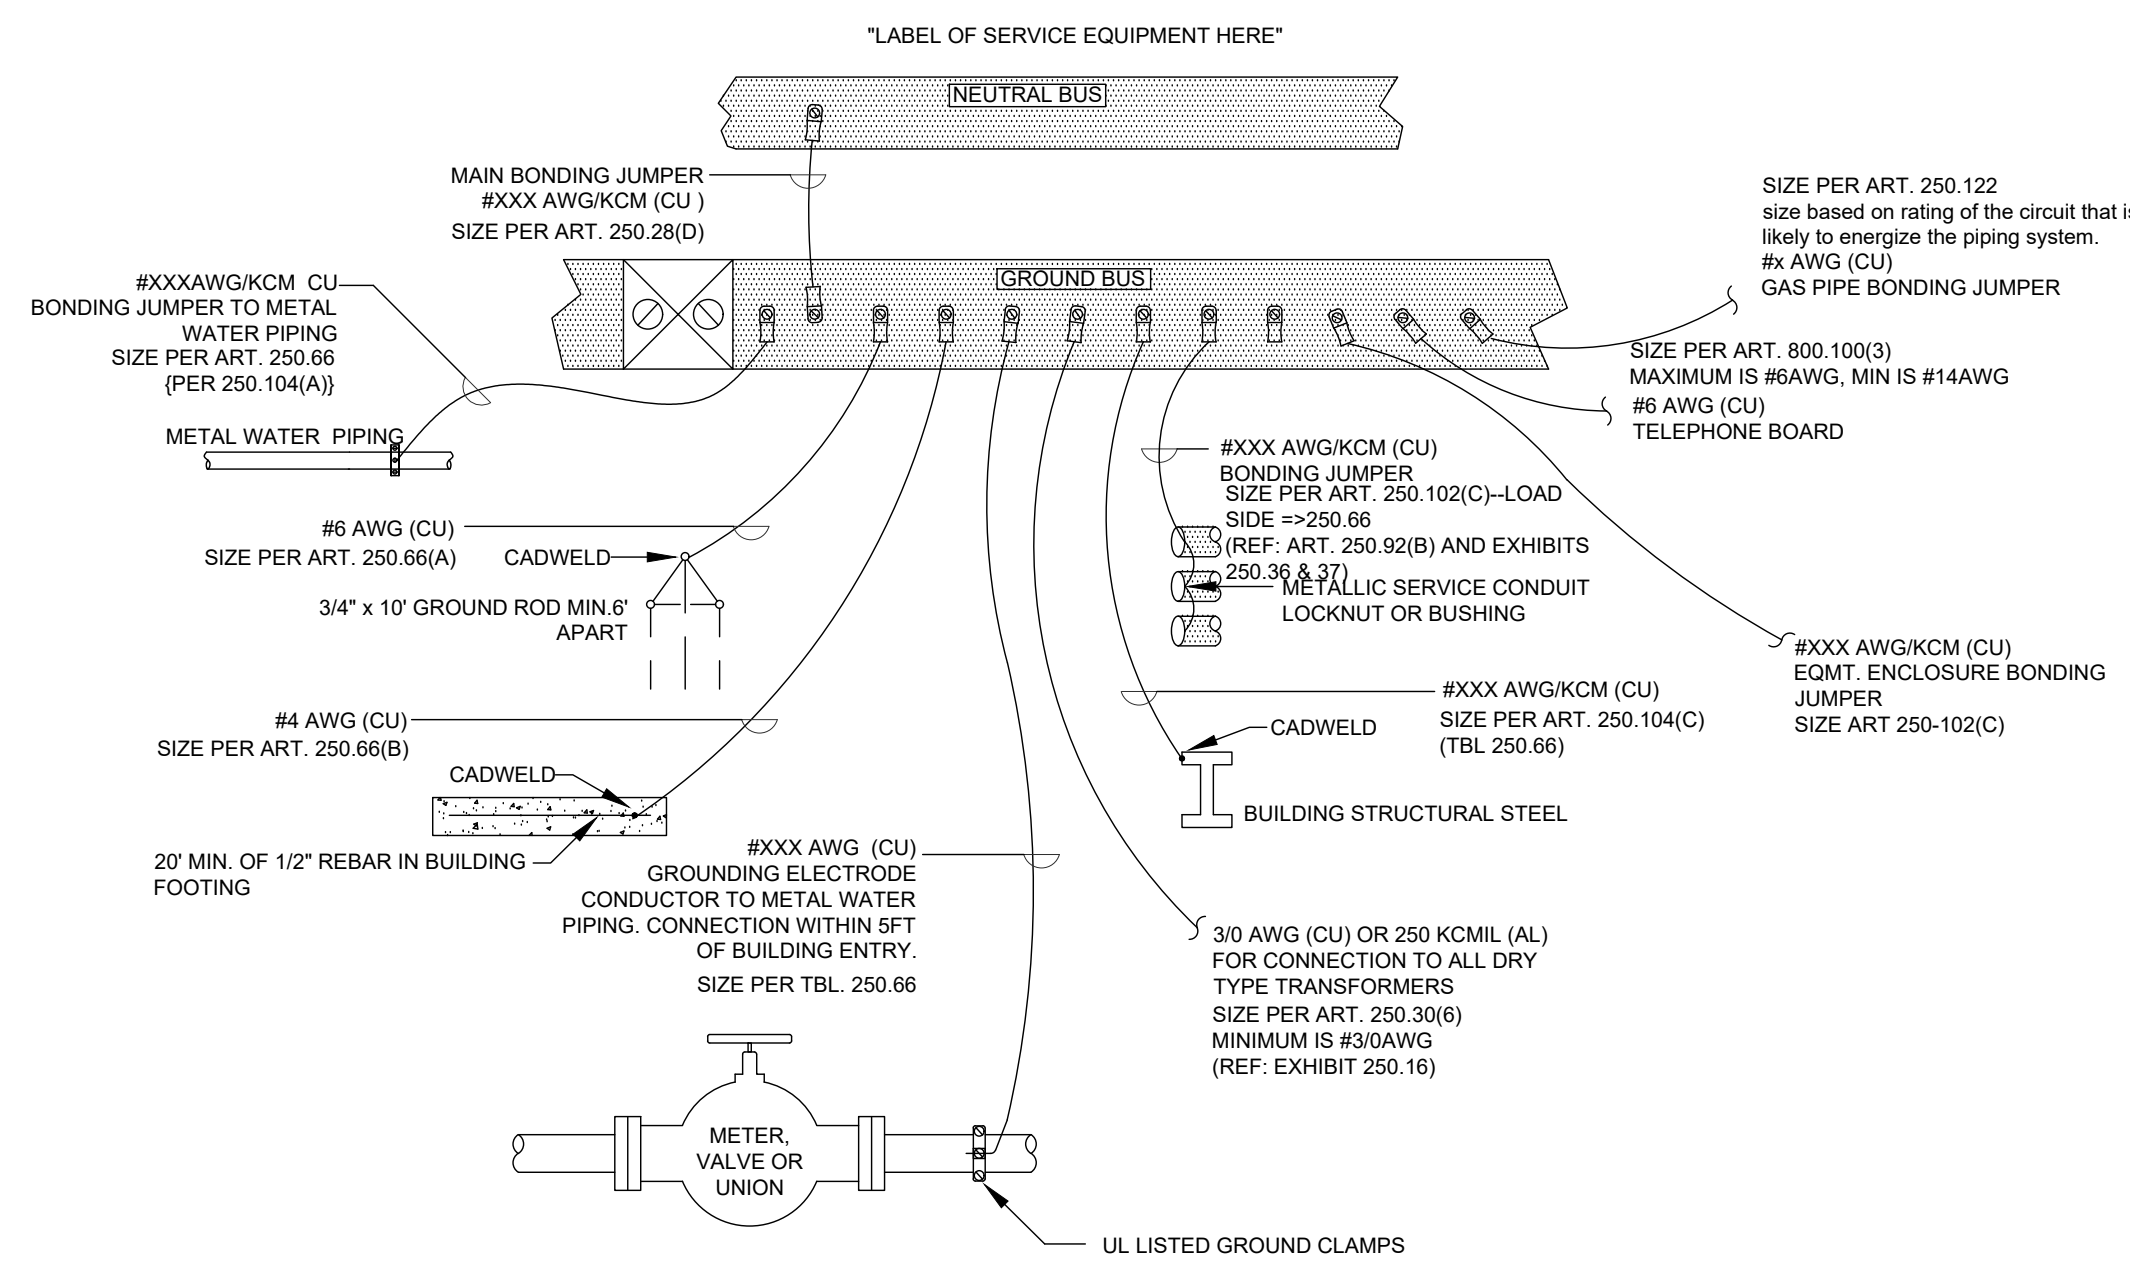 "LABEL OF SERVICE EQUIPMENT HERE"
NEUTRAL BUS
MAIN BONDING JUMPER
#XXX AWG/KCM (CU )
SIZE PER ART. 250.28(D)
GROUND BUS
SIZE PER ART. 250.122
size based on rating of the circuit that is
likely to energize the piping system.
#x AWG (CU)
GAS PIPE BONDING JUMPER
#XXXAWG/KCM CU
BONDING JUMPER TO METAL
WATER PIPING
SIZE PER ART. 250.66
{PER 250.104(A)}
METAL WATER PIPING
SIZE PER ART. 800.100(3)
MAXIMUM IS #6AWG, MIN IS #14AWG
#6 AWG (CU)
TELEPHONE BOARD
#XXX AWG/KCM (CU)
BONDING JUMPER
SIZE PER ART. 250.102(C)--LOAD
SIDE =>250.66
(REF: ART. 250.92(B) AND EXHIBITS
250.36 & 37)
METALLIC SERVICE CONDUIT
LOCKNUT OR BUSHING
#6 AWG (CU)
SIZE PER ART. 250.66(A)
CADWELD
3/4" x 10' GROUND ROD MIN.6'
APART
#XXX AWG/KCM (CU)
EQMT. ENCLOSURE BONDING
JUMPER
SIZE ART 250-102(C)
#XXX AWG/KCM (CU)
SIZE PER ART. 250.104(C)
(TBL 250.66)
CADWELD
BUILDING STRUCTURAL STEEL
#4 AWG (CU)
SIZE PER ART. 250.66(B)
CADWELD
20' MIN. OF 1/2" REBAR IN BUILDING
FOOTING
#XXX AWG (CU)
GROUNDING ELECTRODE
CONDUCTOR TO METAL WATER
PIPING. CONNECTION WITHIN 5FT
OF BUILDING ENTRY.
SIZE PER TBL. 250.66
3/0 AWG (CU) OR 250 KCMIL (AL)
FOR CONNECTION TO ALL DRY
TYPE TRANSFORMERS
SIZE PER ART. 250.30(6)
MINIMUM IS #3/0AWG
(REF: EXHIBIT 250.16)
METER,
VALVE OR
UNION
UL LISTED GROUND CLAMPS